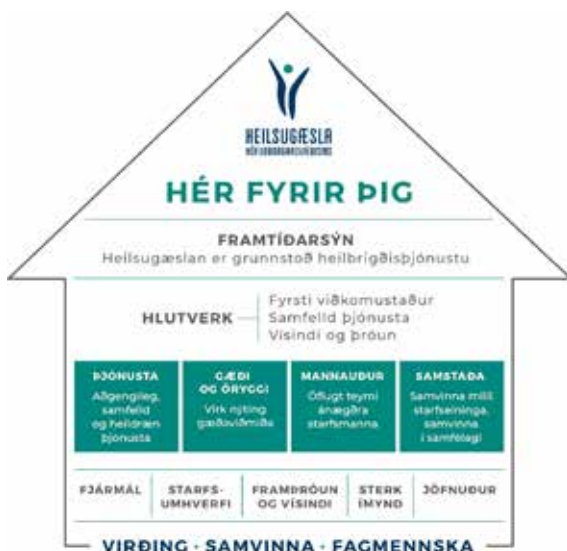 HEILSUGÆSLA
HÖFUÐBORGARSVÆÐISINS
HÉR FYRIR ÞIG
FRAMTÍÐARSÝN
Heilsugæslan er grunnstoð heilbrigðisþjónustu
HLUTVERK
Fyrsti viðkomustaður
Samfelld þjónusta
Vísindi og þróun
ÞJÓNUSTA
Aðgengileg,
samfelld
og heildræn
þjónusta
GÆÐI
OG ÖRYGGI
Virk nýting
gæðaviðmiða
MANNAUÐUR
Öflugt teymi
ánægðra
starfsmanna
SAMSTAÐA
Samvinna milli
starfseininga,
samvinna
í samfélagi
FJÁRMÁL
STARFS-
UMHVERFI
FRAMÞRÓUN
OG VÍSINDI
STERK
ÍMYND
JÖFNUÐUR
VIRÐING · SAMVINNA · FAGMENNSKA